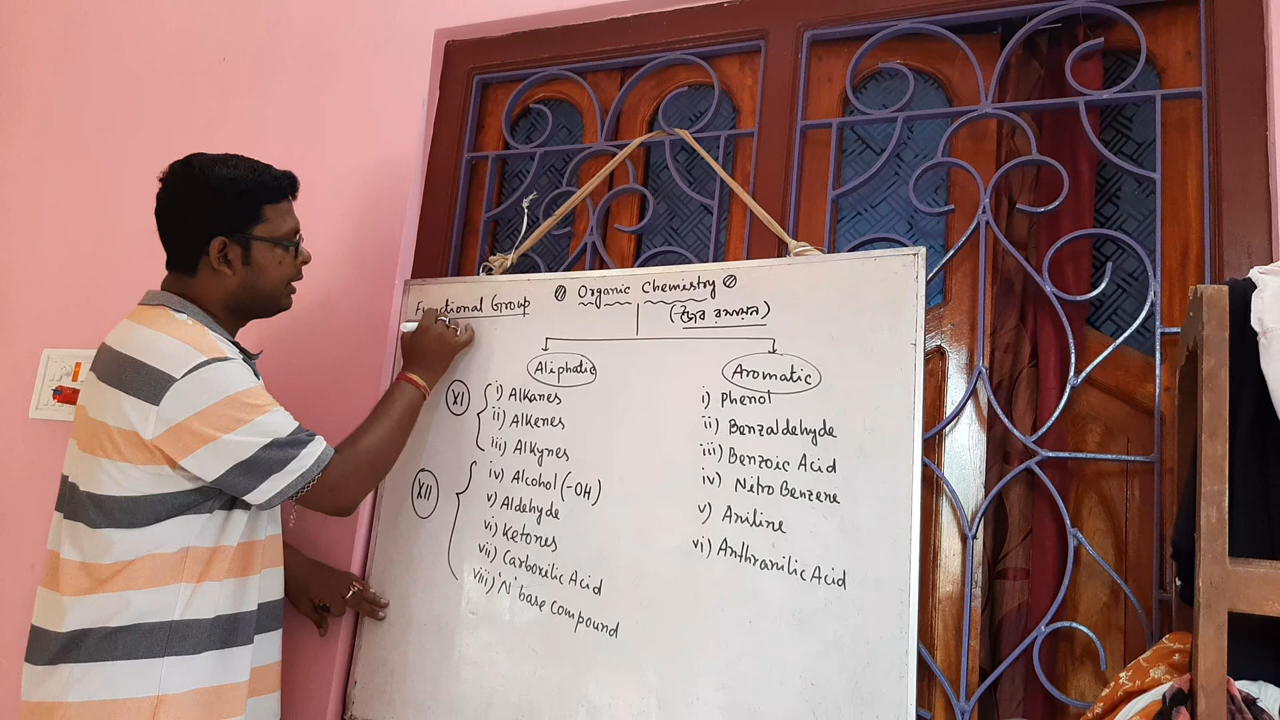 Functional Group
Organic Chemistry
(জৈব রসায়ন)
Aliphatic
XI
i) Alkanes
ii) Alkenes
iii) Alkynes
XII
iv) Alcohol (-OH)
v) Aldehyde
vi) Ketones
vii) Carboxilic Acid
viii) 'N' base compound
Aromatic
i) Phenol
ii) Benzaldehyde
iii) Benzoic Acid
iv) Nitro Benzene
v) Aniline
vi) Anthranilic Acid